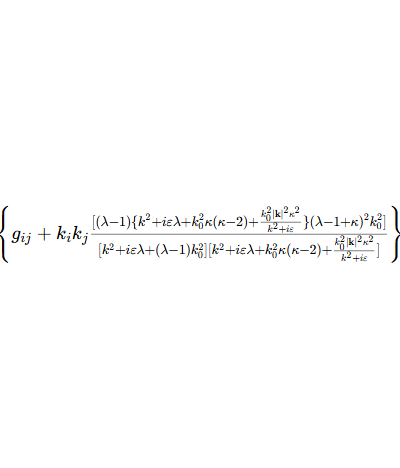 \left\{ g_{ij} + k_i k_j \frac{[(\lambda-1)\{k^2+i\varepsilon\lambda+k_0^2\kappa(\kappa-2)+\frac{k_0^2|\mathbf{k}|^2\kappa^2}{k^2+i\varepsilon}\}(\lambda-1+\kappa)^2k_0^2]}{[k^2+i\varepsilon\lambda+(\lambda-1)k_0^2][k^2+i\varepsilon\lambda+k_0^2\kappa(\kappa-2)+\frac{k_0^2|\mathbf{k}|^2\kappa^2}{k^2+i\varepsilon}]} \right\}